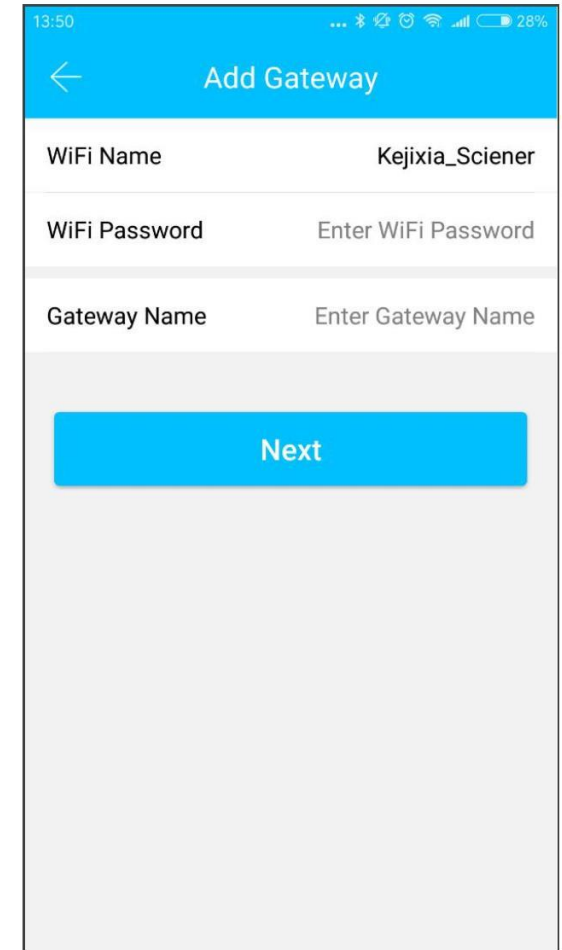 13:50 ... 28%
Add Gateway
WiFi Name Kejixia_Sciener
WiFi Password Enter WiFi Password
Gateway Name Enter Gateway Name
Next